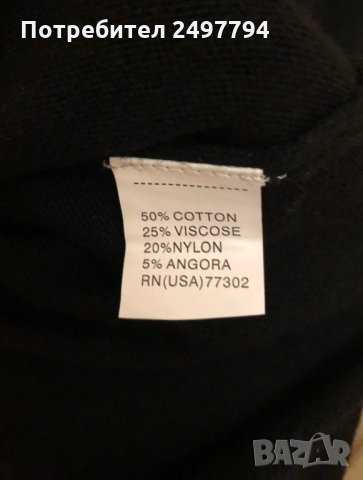 Потребител 2497794
50% COTTON
25% VISCOSE
20%NYLON
5% ANGORA
RN(USA)77302
BAZAR